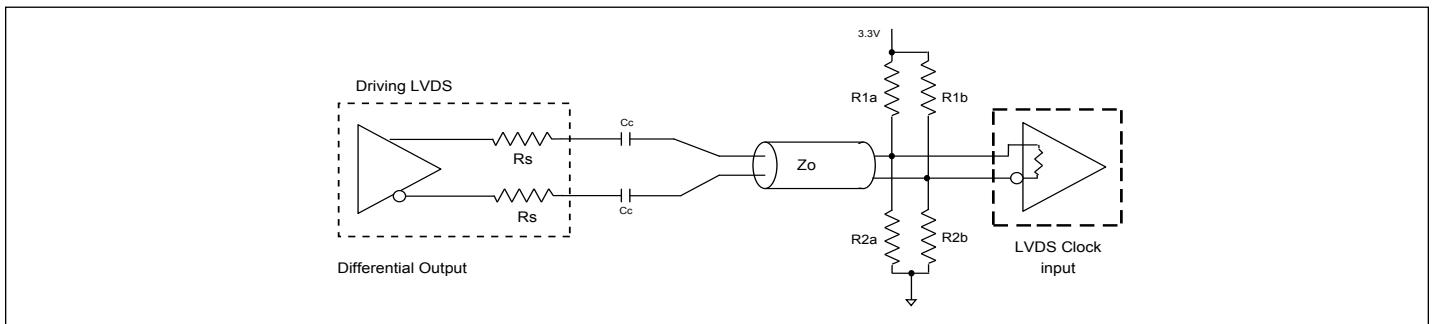 3.3V
Driving LVDS
R1a
R1b
Cc
Rs
Zo
Rs
Cc
R2a
R2b
LVDS Clock
input
Differential Output